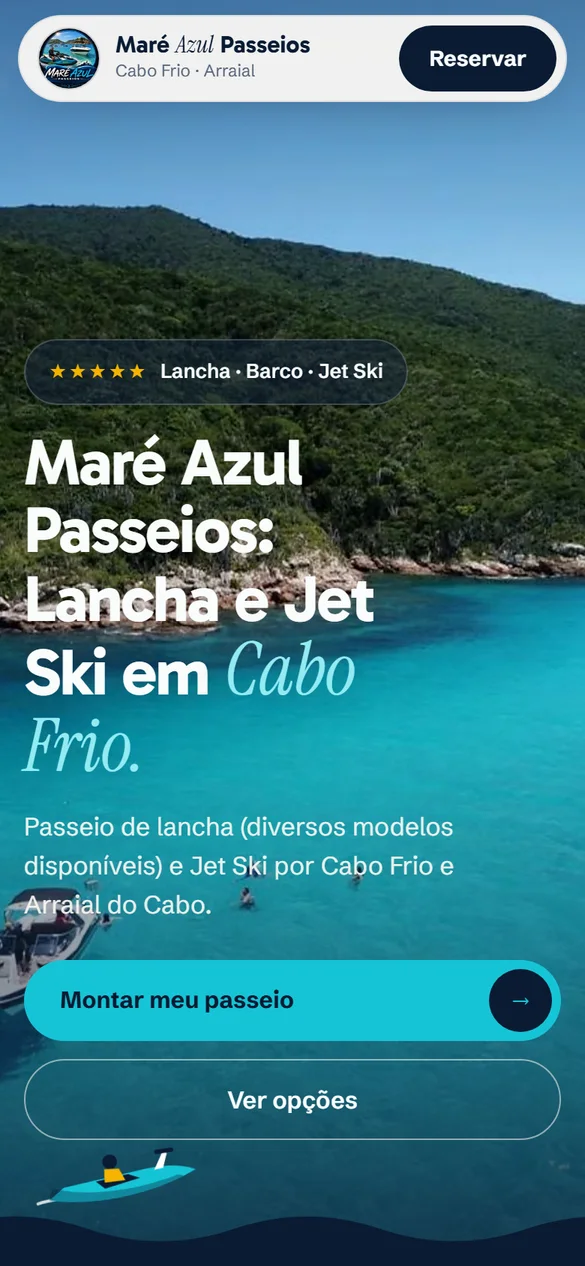 MARÉ AZUL
Maré Azul Passeios
Cabo Frio · Arraial
Reservar
★★★★★ Lancha · Barco · Jet Ski
Maré Azul
Passeios:
Lancha e Jet
Ski em Cabo
Frio.
Passeio de lancha (diversos modelos
disponíveis) e Jet Ski por Cabo Frio e
Arraial do Cabo.
Montar meu passeio →
Ver opções